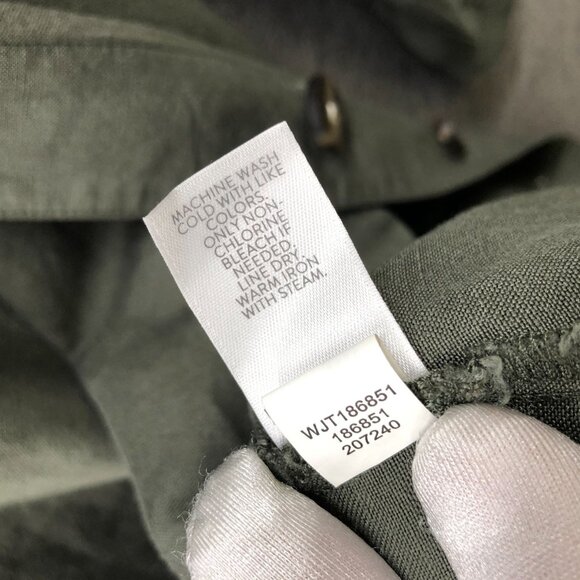 MACHINE WASH
COLD WITH LIKE
COLORS.
ONLY NON-
CHLORINE
BLEACH IF
NEEDED.
LINE DRY.
WARM IRON
WITH STEAM.
WJT186851
186851
207240